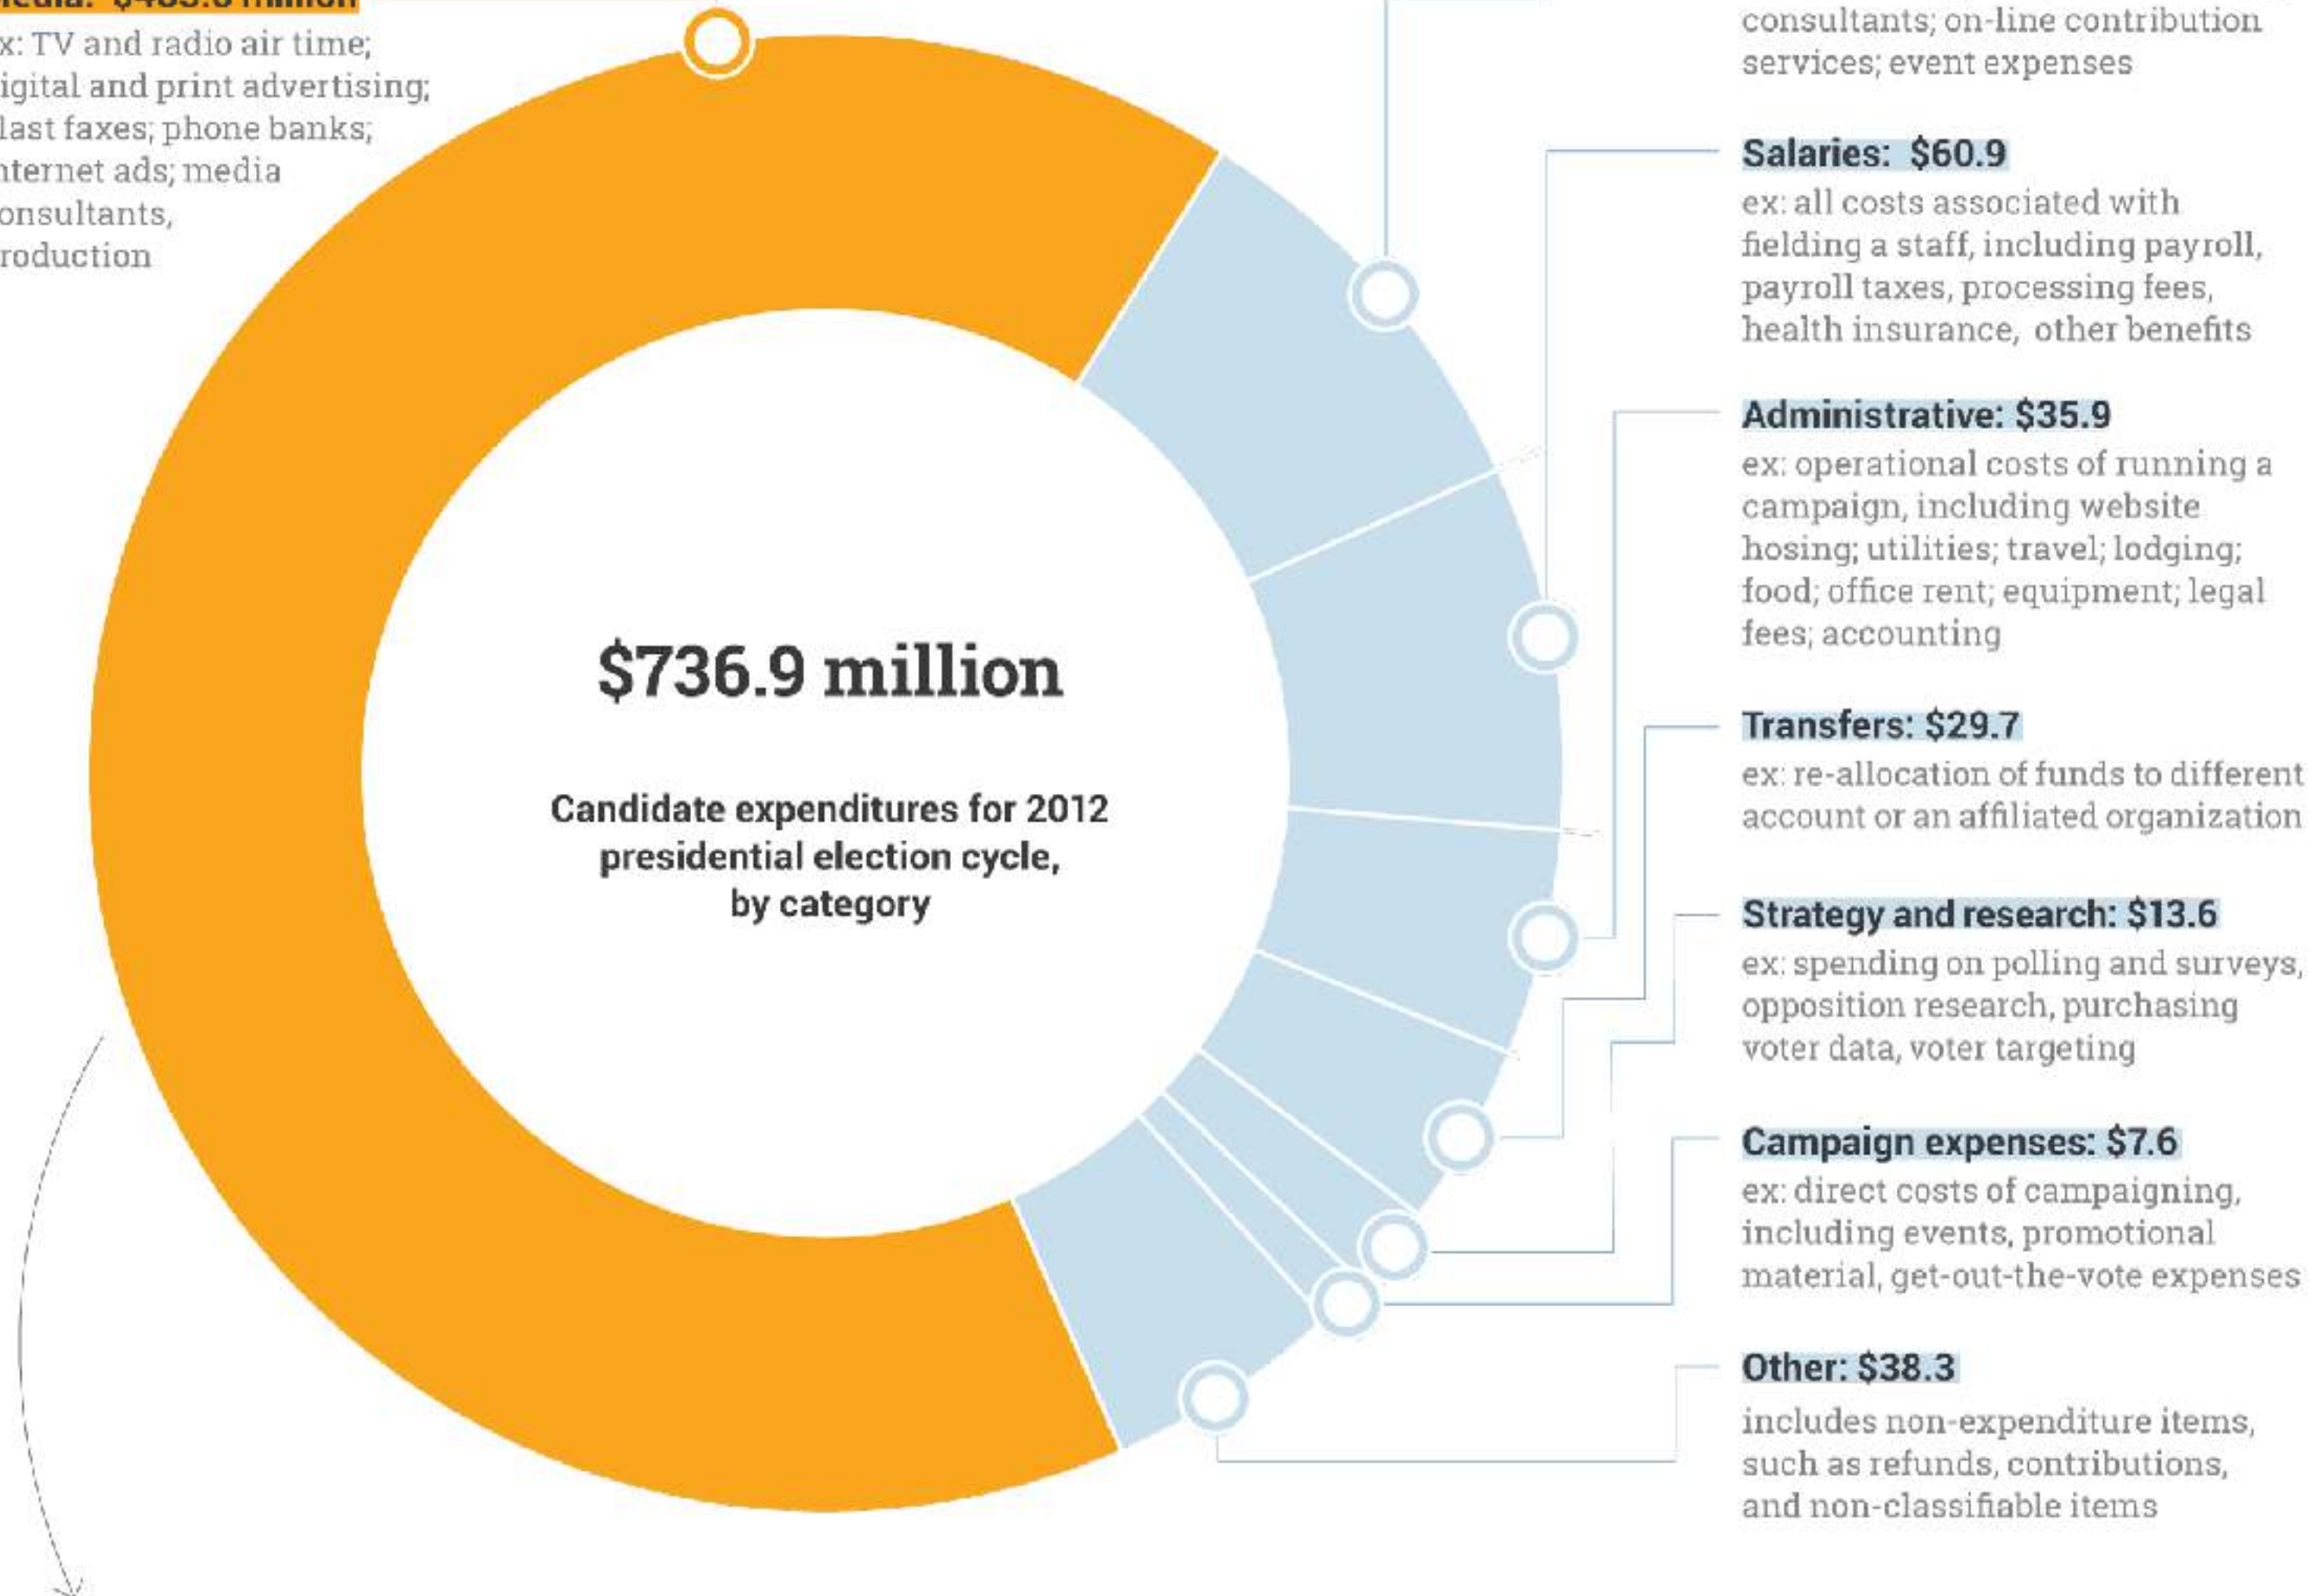 x: TV and radio air time;
igital and print advertising;
last faxes; phone banks;
nternet ads; media
onsultants,
roduction
$736.9 million
Candidate expenditures for 2012
presidential election cycle,
by category
consultants; on-line contribution
services; event expenses
Salaries: $60.9
ex: all costs associated with
fielding a staff, including payroll,
payroll taxes, processing fees,
health insurance, other benefits
Administrative: $35.9
ex: operational costs of running a
campaign, including website
hosing; utilities; travel; lodging;
food; office rent; equipment; legal
fees; accounting
Transfers: $29.7
ex: re-allocation of funds to different
account or an affiliated organization
Strategy and research: $13.6
ex: spending on polling and surveys,
opposition research, purchasing
voter data, voter targeting
Campaign expenses: $7.6
ex: direct costs of campaigning,
including events, promotional
material, get-out-the-vote expenses
Other: $38.3
includes non-expenditure items,
such as refunds, contributions,
and non-classifiable items